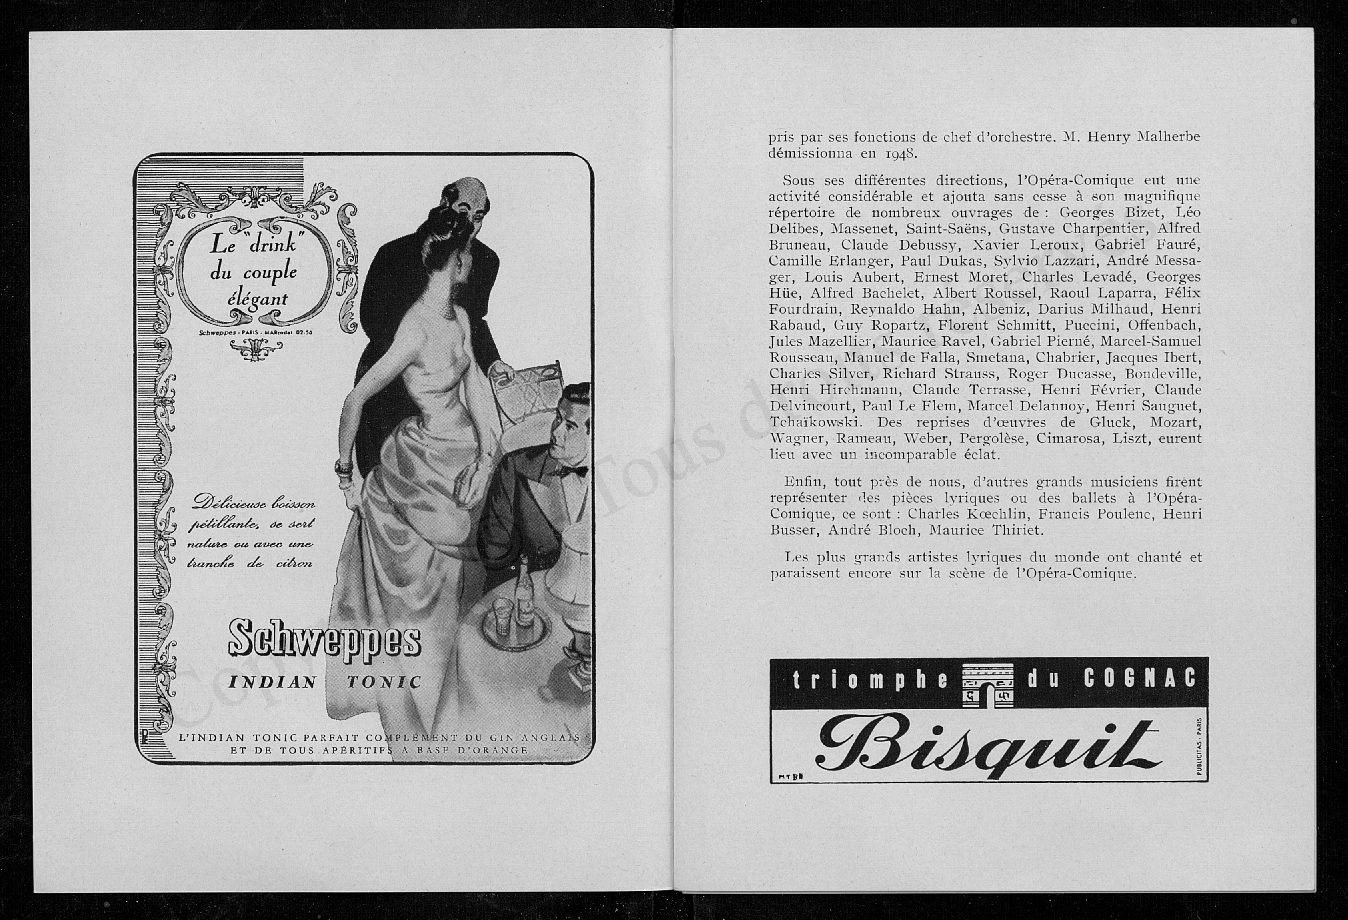 Le "drink"
du couple
élégant
Schweppes - PARIS - MARcadet 02-54
Délicieuse boisson
pétillante, se sert
nature ou avec une
tranche de citron
Schweppes
INDIAN TONIC
L'INDIAN TONIC PARFAIT COMPLÉMENT DU GIN ANGLAIS
ET DE TOUS APÉRITIFS A BASE D'ORANGE
pris par ses fonctions de chef d'orchestre. M. Henry Malherbe
démissionna en 1948.
Sous ses différentes directions, l'Opéra-Comique eut une
activité considérable et ajouta sans cesse à son magnifique
répertoire de nombreux ouvrages de : Georges Bizet, Léo
Delibes, Massenet, Saint-Saëns, Gustave Charpentier, Alfred
Bruneau, Claude Debussy, Xavier Leroux, Gabriel Fauré,
Camille Erlanger, Paul Dukas, Sylvio Lazzari, André Messa-
ger, Louis Aubert, Ernest Moret, Charles Levadé, Georges
Hüe, Alfred Bachelet, Albert Roussel, Raoul Laparra, Félix
Fourdrain, Reynaldo Hahn, Albeniz, Darius Milhaud, Henri
Rabaud, Guy Ropartz, Florent Schmitt, Puccini, Offenbach,
Jules Mazellier, Maurice Ravel, Gabriel Pierné, Marcel-Samuel
Rousseau, Manuel de Falla, Smetana, Chabrier, Jacques Ibert,
Charles Silver, Richard Strauss, Roger Ducasse, Bondeville,
Henri Hirchmann, Claude Terrasse, Henri Février, Claude
Delvincourt, Paul Le Flem, Marcel Delannoy, Henri Sauguet,
Tchaïkowski. Des reprises d'œuvres de Gluck, Mozart,
Wagner, Rameau, Weber, Pergolèse, Cimarosa, Liszt, eurent
lieu avec un incomparable éclat.
Enfin, tout près de nous, d'autres grands musiciens firent
représenter des pièces lyriques ou des ballets à l'Opéra-
Comique, ce sont : Charles Kœchlin, Francis Poulenc, Henri
Busser, André Bloch, Maurice Thiriet.
Les plus grands artistes lyriques du monde ont chanté et
paraissent encore sur la scène de l'Opéra-Comique.
triomphe du COGNAC
Bisquit
PUBLICITAS - PARIS